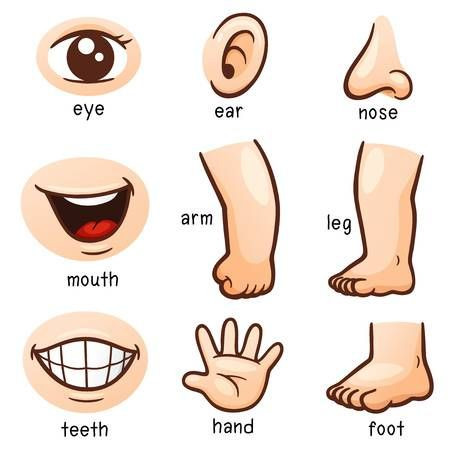 eye
ear
nose
mouth
arm
leg
teeth
hand
foot